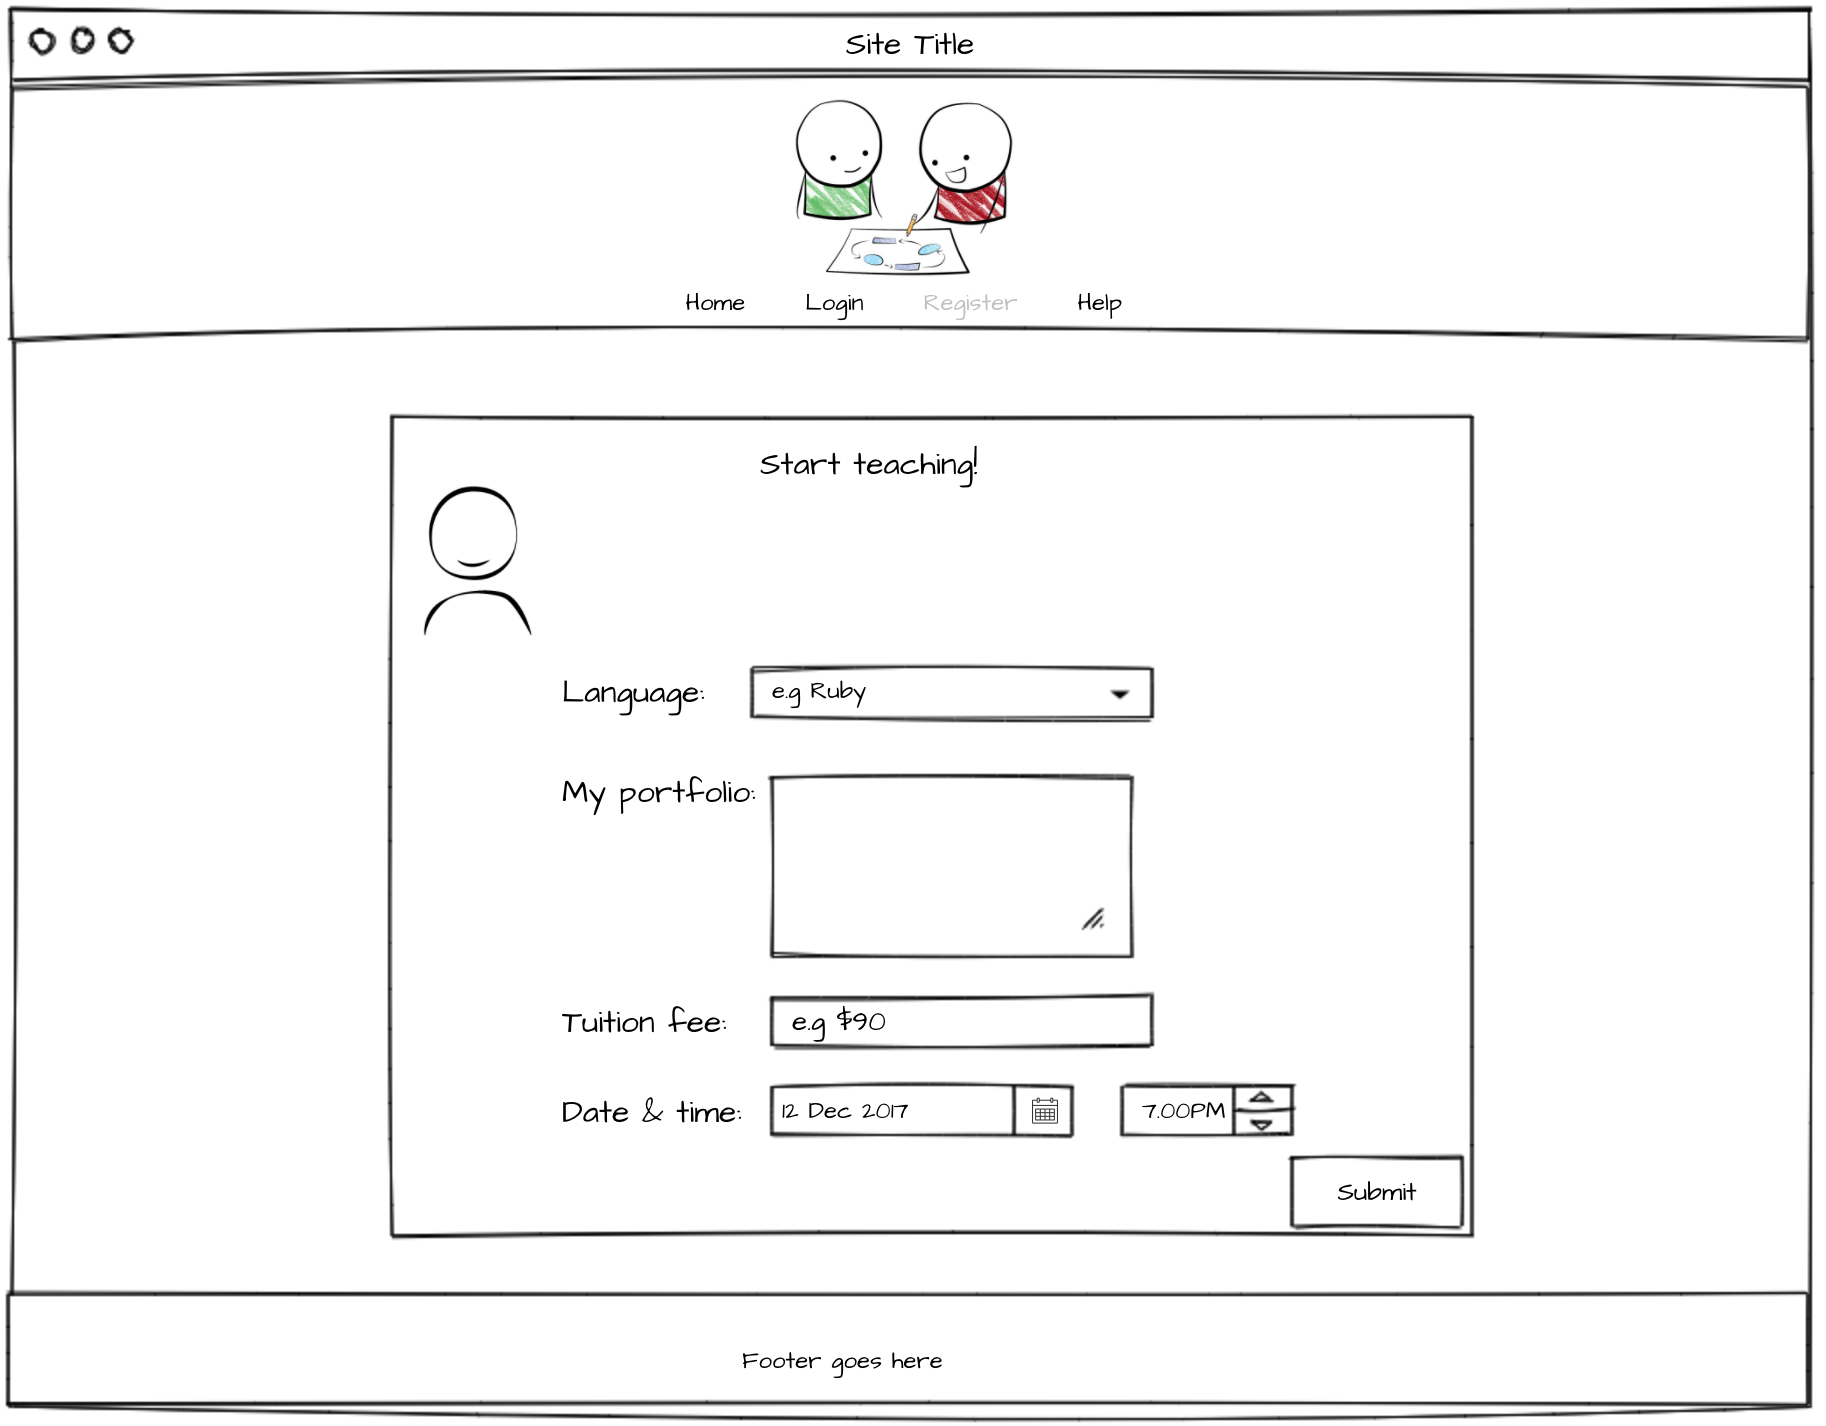 Site Title
Home Login Register Help
Start teaching!
Language: e.g Ruby
My portfolio:
Tuition fee: e.g $90
Date & time: 12 Dec 2017 7.00PM
Submit
Footer goes here